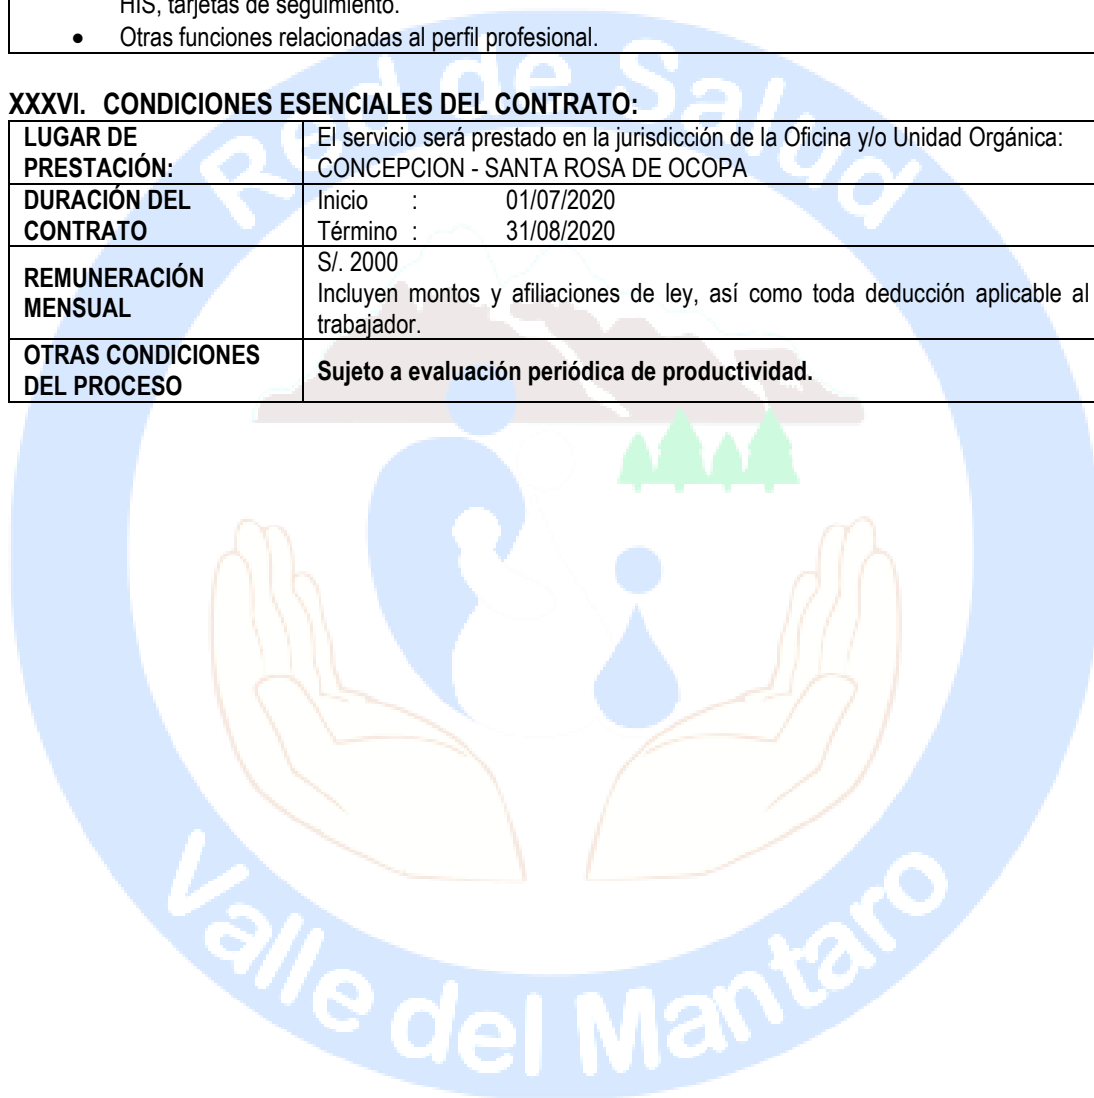 HIS, tarjetas de seguimiento.
• Otras funciones relacionadas al perfil profesional.
XXXVI. CONDICIONES ESENCIALES DEL CONTRATO:
LUGAR DE PRESTACIÓN:
El servicio será prestado en la jurisdicción de la Oficina y/o Unidad Orgánica:
CONCEPCION - SANTA ROSA DE OCOPA
DURACIÓN DEL CONTRATO
Inicio : 01/07/2020
Término : 31/08/2020
REMUNERACIÓN MENSUAL
S/. 2000
Incluyen montos y afiliaciones de ley, así como toda deducción aplicable al
trabajador.
OTRAS CONDICIONES DEL PROCESO
Sujeto a evaluación periódica de productividad.
Red de Salud
Valle del Mantaro